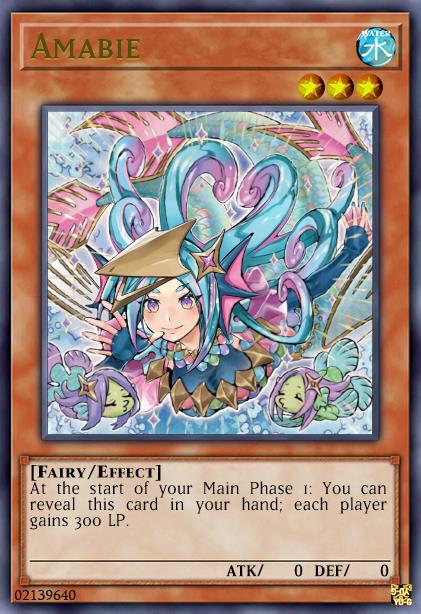 Amabie
WATER
水
[Fairy/Effect]
At the start of your Main Phase 1: You can
reveal this card in your hand; each player
gains 300 LP.
ATK/ 0 DEF/ 0
02139640